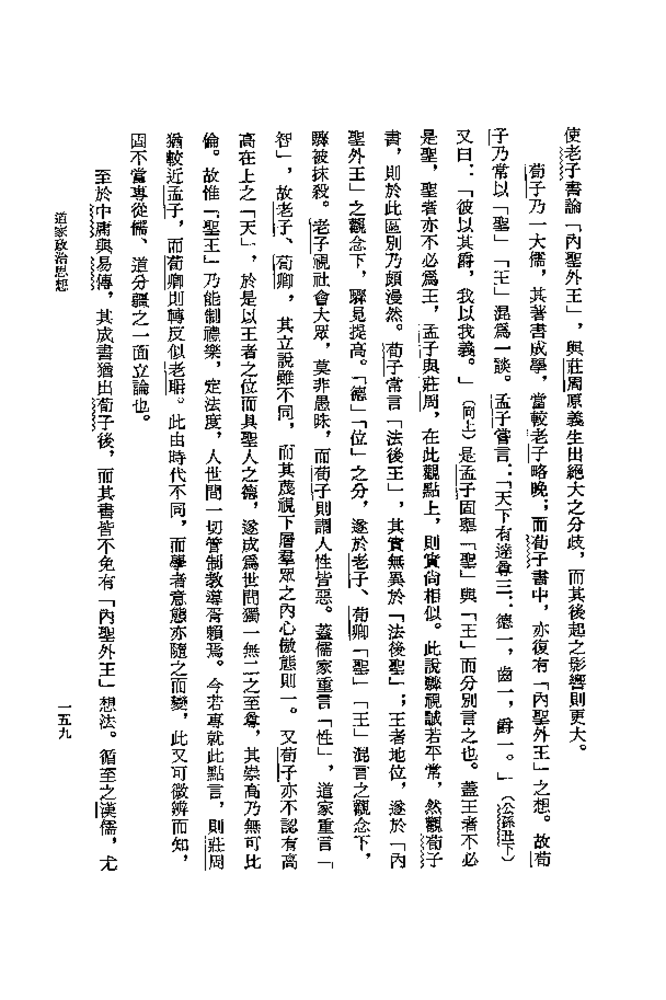 使老子書論「內聖外王」，與莊周原義生出絕大之分歧，而其後起之影響則更大。
荀子乃一大儒，其著書成學，當較老子略晚；而荀子書中，亦復有「內聖外王」之想。故荀
子乃常以「聖」「王」混爲一談。孟子嘗言：「天下有達尊三：德一，齒一，爵一。」（公孫丑下）
又曰：「彼以其爵，我以我義。」（同上）是孟子固舉「聖」與「王」而分別言之也。蓋王者不必
是聖，聖者亦不必爲王，孟子與莊周，在此觀點上，則實尙相似。此說驟視誠若平常，然觀荀子
書，則於此區別乃頗漫然。荀子常言「法後王」，其實無異於「法後聖」；王者地位，遂於「內
聖外王」之觀念下，驟見提高。「德」「位」之分，遂於老子、荀卿「聖」「王」混言之觀念下，
驟被抹殺。老子視社會大眾，莫非愚昧，而荀子則謂人性皆惡。蓋儒家重言「性」，道家重言「
智」，故老子、荀卿，其立說雖不同，而其蔑視下層羣眾之內心傲態則一。又荀子亦不認有高
高在上之「天」，於是以王者之位而具聖人之德，遂成爲世間獨一無二之至尊，其崇高乃無可比
倫。故惟「聖王」乃能制禮樂，定法度，人世間一切管制教導胥賴焉。今若專就此點言，則莊周
猶較近孟子，而荀卿則轉反似老耼。此由時代不同，而學者意態亦隨之而變，此又可微辨而知，
固不當專從儒、道分疆之一面立論也。
至於中庸與易傳，其成書猶出荀子後，而其書皆不免有「內聖外王」想法。循至之漢儒，尤
道家政治思想
一五九